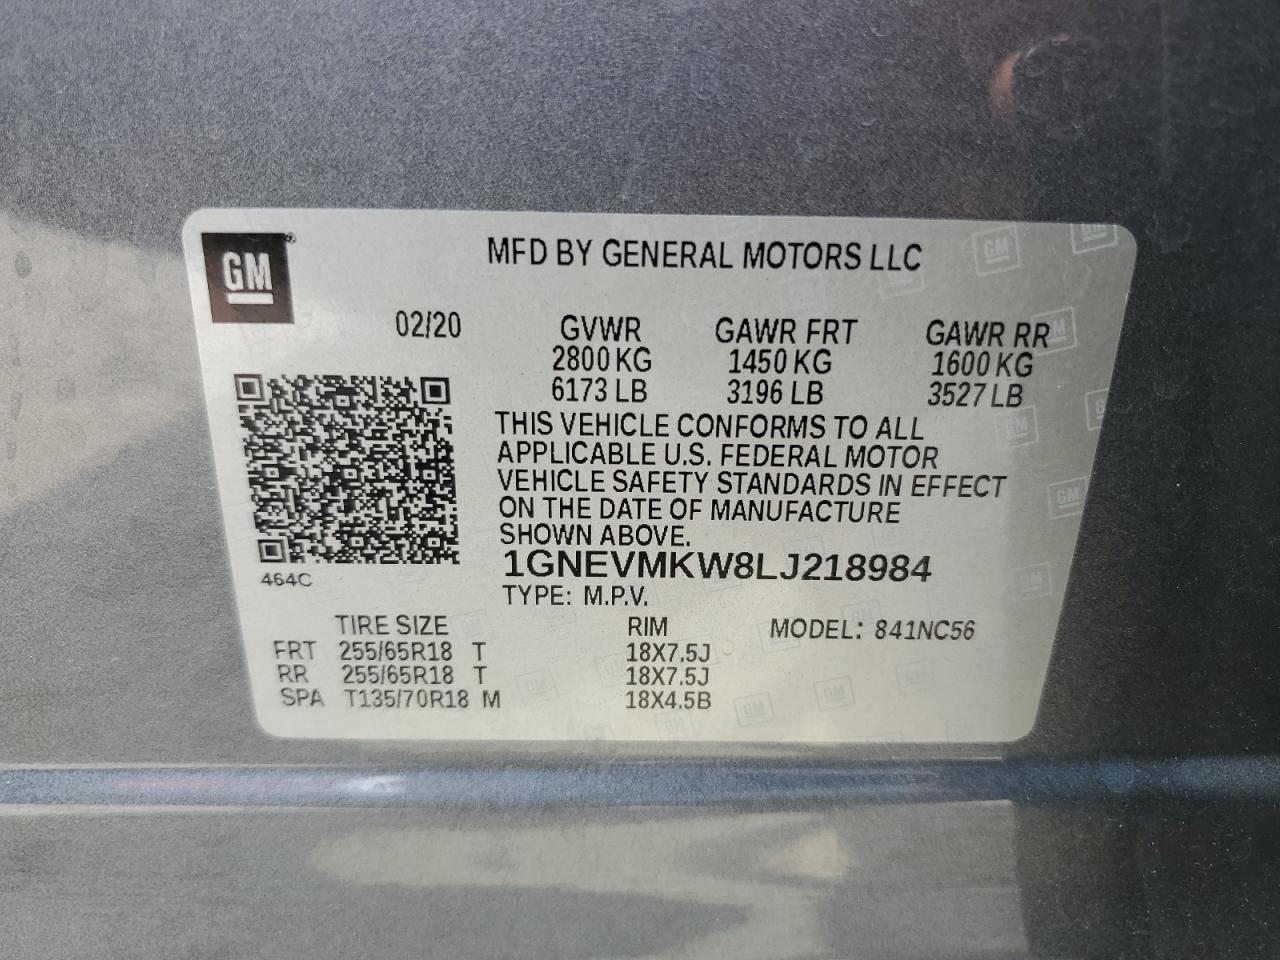 GM®
MFD BY GENERAL MOTORS LLC
02/20
GVWR GAWR FRT GAWR RR
2800 KG 1450 KG 1600 KG
6173 LB 3196 LB 3527 LB
THIS VEHICLE CONFORMS TO ALL
APPLICABLE U.S. FEDERAL MOTOR
VEHICLE SAFETY STANDARDS IN EFFECT
ON THE DATE OF MANUFACTURE
SHOWN ABOVE.
1GNEVMKW8LJ218984
464C
TYPE: M.P.V.
TIRE SIZE RIM MODEL: 841NC56
FRT 255/65R18 T 18X7.5J
RR 255/65R18 T 18X7.5J
SPA T135/70R18 M 18X4.5B